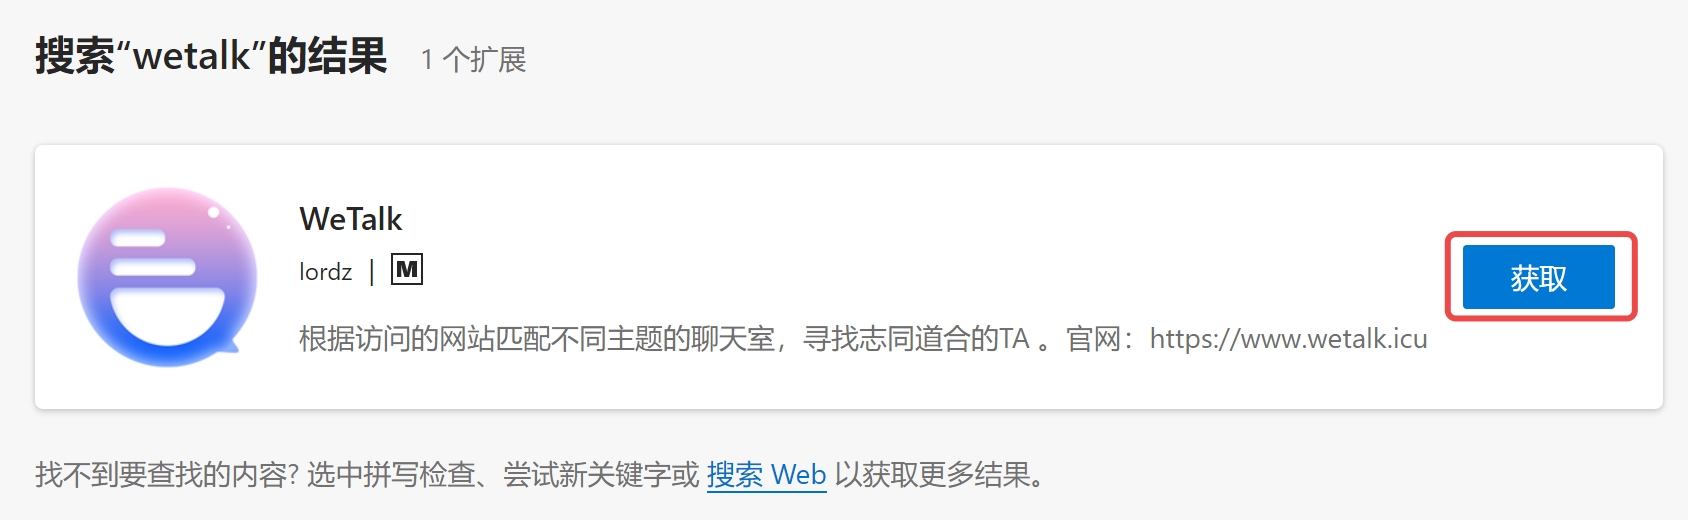 搜索“wetalk”的结果 1 个扩展
WeTalk
lordz | M
获取
根据访问的网站匹配不同主题的聊天室，寻找志同道合的TA 。官网：https://www.wetalk.icu
找不到要查找的内容? 选中拼写检查、尝试新关键字或 搜索 Web 以获取更多结果。